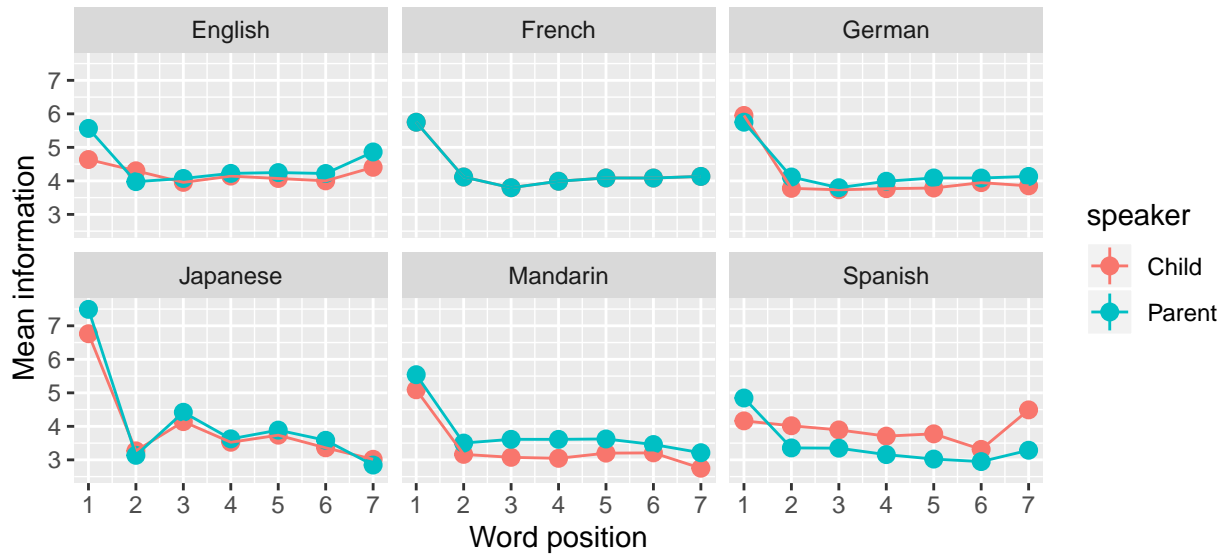 English French German
7
6
5
4
3
Japanese Mandarin Spanish
7
6
5
4
3
1 2 3 4 5 6 7 1 2 3 4 5 6 7 1 2 3 4 5 6 7
Word position
Mean information
speaker
Child
Parent